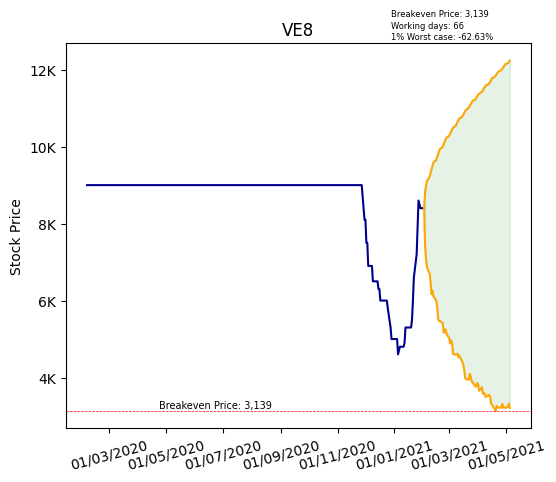 Breakeven Price: 3,139
Working days: 66
1% Worst case: -62.63%
VE8
Stock Price
12K
10K
8K
6K
4K
Breakeven Price: 3,139
01/03/2020
01/05/2020
01/07/2020
01/09/2020
01/11/2020
01/01/2021
01/03/2021
01/05/2021